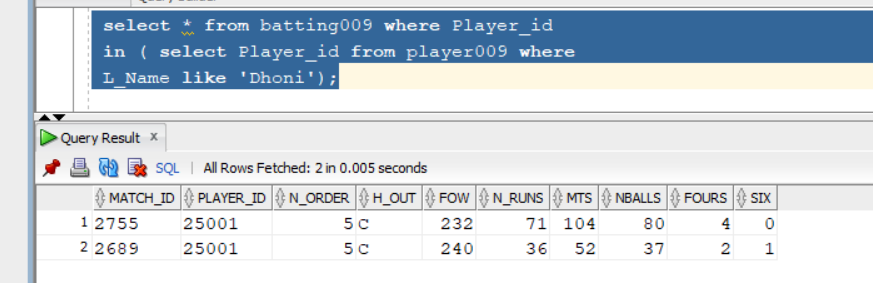 select * from batting009 where Player_id
in ( select Player_id from player009 where
L_Name like 'Dhoni');
Query Result x
SQL | All Rows Fetched: 2 in 0.005 seconds
MATCH_ID PLAYER_ID N_ORDER H_OUT FOW N_RUNS MTS NBALLS FOURS SIX
1 2755 25001 5 C 232 71 104 80 4 0
2 2689 25001 5 C 240 36 52 37 2 1